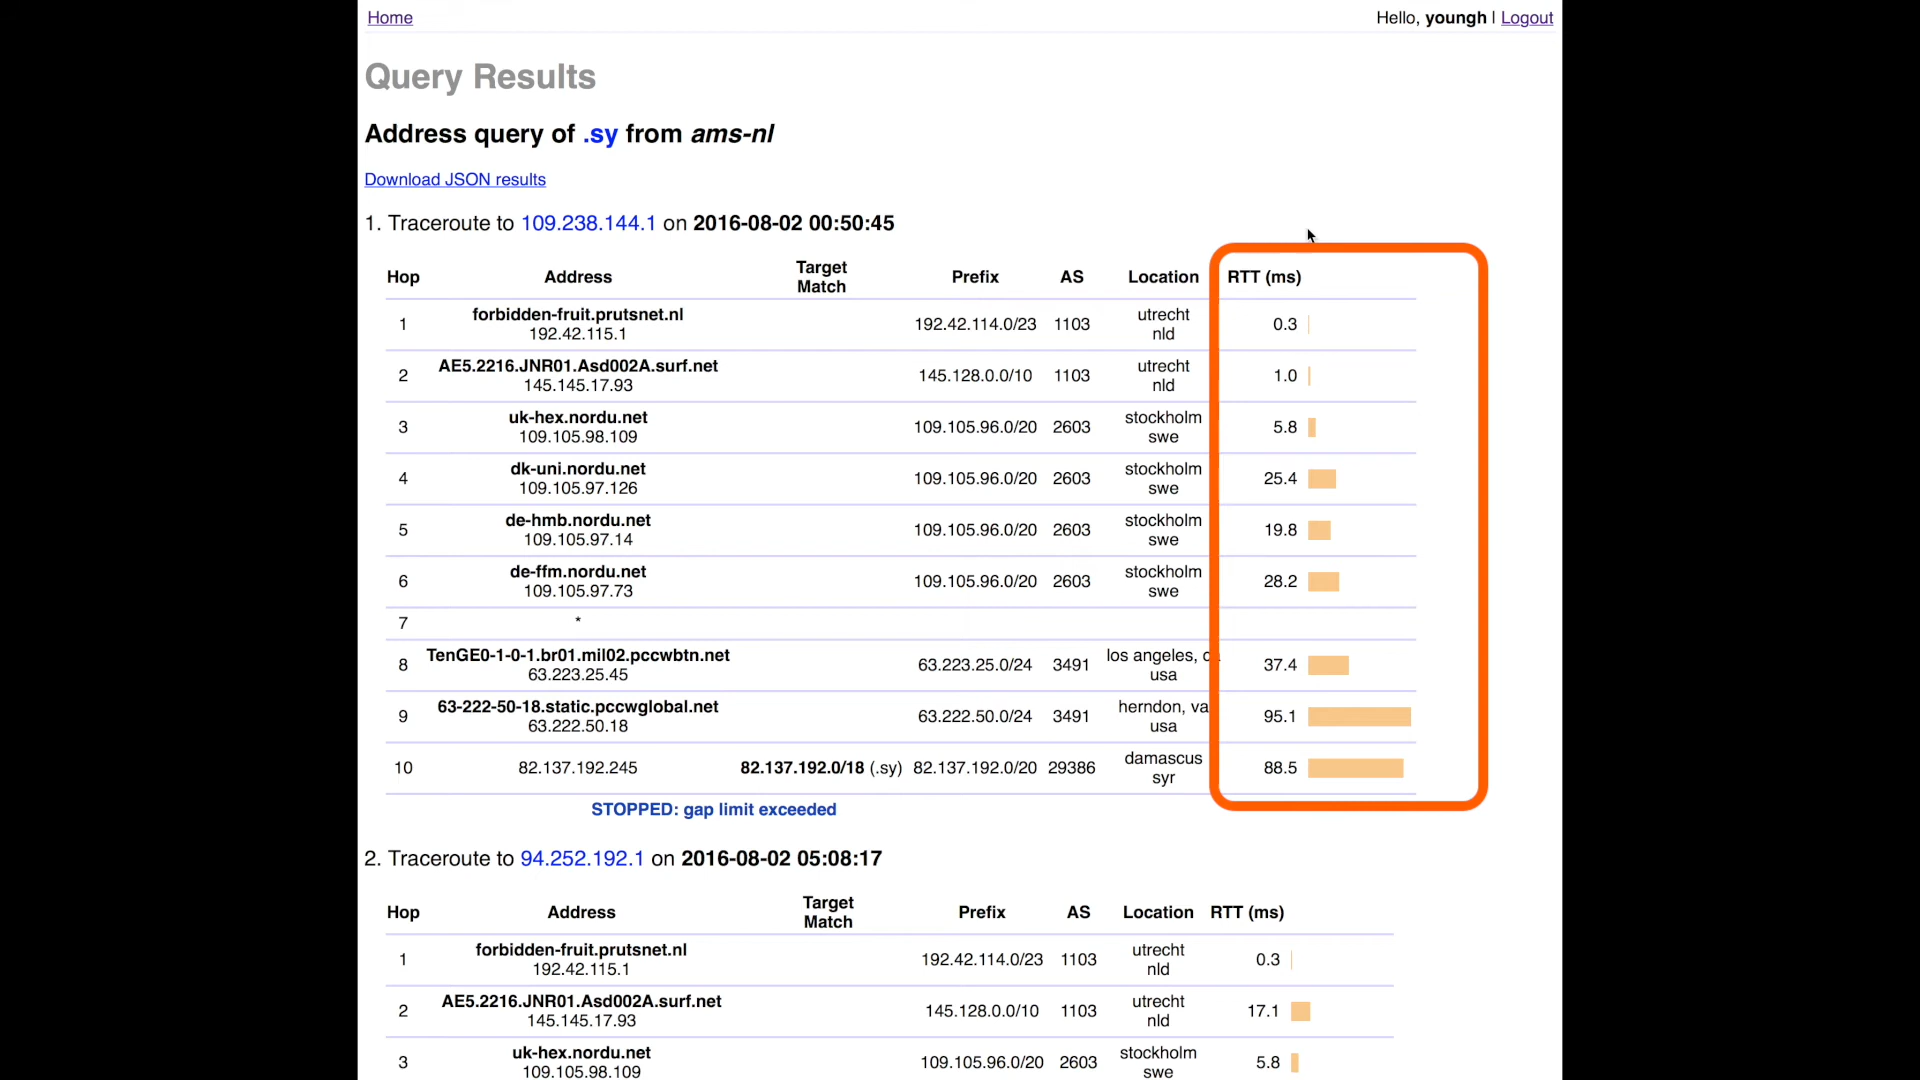 Home
Hello, youngh | Logout
Query Results
Address query of .sy from ams-nl
Download JSON results
1. Traceroute to 109.238.144.1 on 2016-08-02 00:50:45
Hop Address Target Match Prefix AS Location RTT (ms)
1 forbidden-fruit.prutsnet.nl 192.42.115.1 192.42.114.0/23 1103 utrecht nld 0.3
2 AE5.2216.JNR01.Asd002A.surf.net 145.145.17.93 145.128.0.0/10 1103 utrecht nld 1.0
3 uk-hex.nordu.net 109.105.98.109 109.105.96.0/20 2603 stockholm swe 5.8
4 dk-uni.nordu.net 109.105.97.126 109.105.96.0/20 2603 stockholm swe 25.4
5 de-hmb.nordu.net 109.105.97.14 109.105.96.0/20 2603 stockholm swe 19.8
6 de-ffm.nordu.net 109.105.97.73 109.105.96.0/20 2603 stockholm swe 28.2
7 *
8 TenGE0-1-0-1.br01.mil02.pccwbtn.net 63.223.25.45 63.223.25.0/24 3491 los angeles, ca usa 37.4
9 63-222-50-18.static.pccwglobal.net 63.222.50.18 63.222.50.0/24 3491 herndon, va usa 95.1
10 82.137.192.245 82.137.192.0/18 (.sy) 82.137.192.0/20 29386 damascus syr 88.5
STOPPED: gap limit exceeded
2. Traceroute to 94.252.192.1 on 2016-08-02 05:08:17
Hop Address Target Match Prefix AS Location RTT (ms)
1 forbidden-fruit.prutsnet.nl 192.42.115.1 192.42.114.0/23 1103 utrecht nld 0.3
2 AE5.2216.JNR01.Asd002A.surf.net 145.145.17.93 145.128.0.0/10 1103 utrecht nld 17.1
3 uk-hex.nordu.net 109.105.98.109 109.105.96.0/20 2603 stockholm swe 5.8